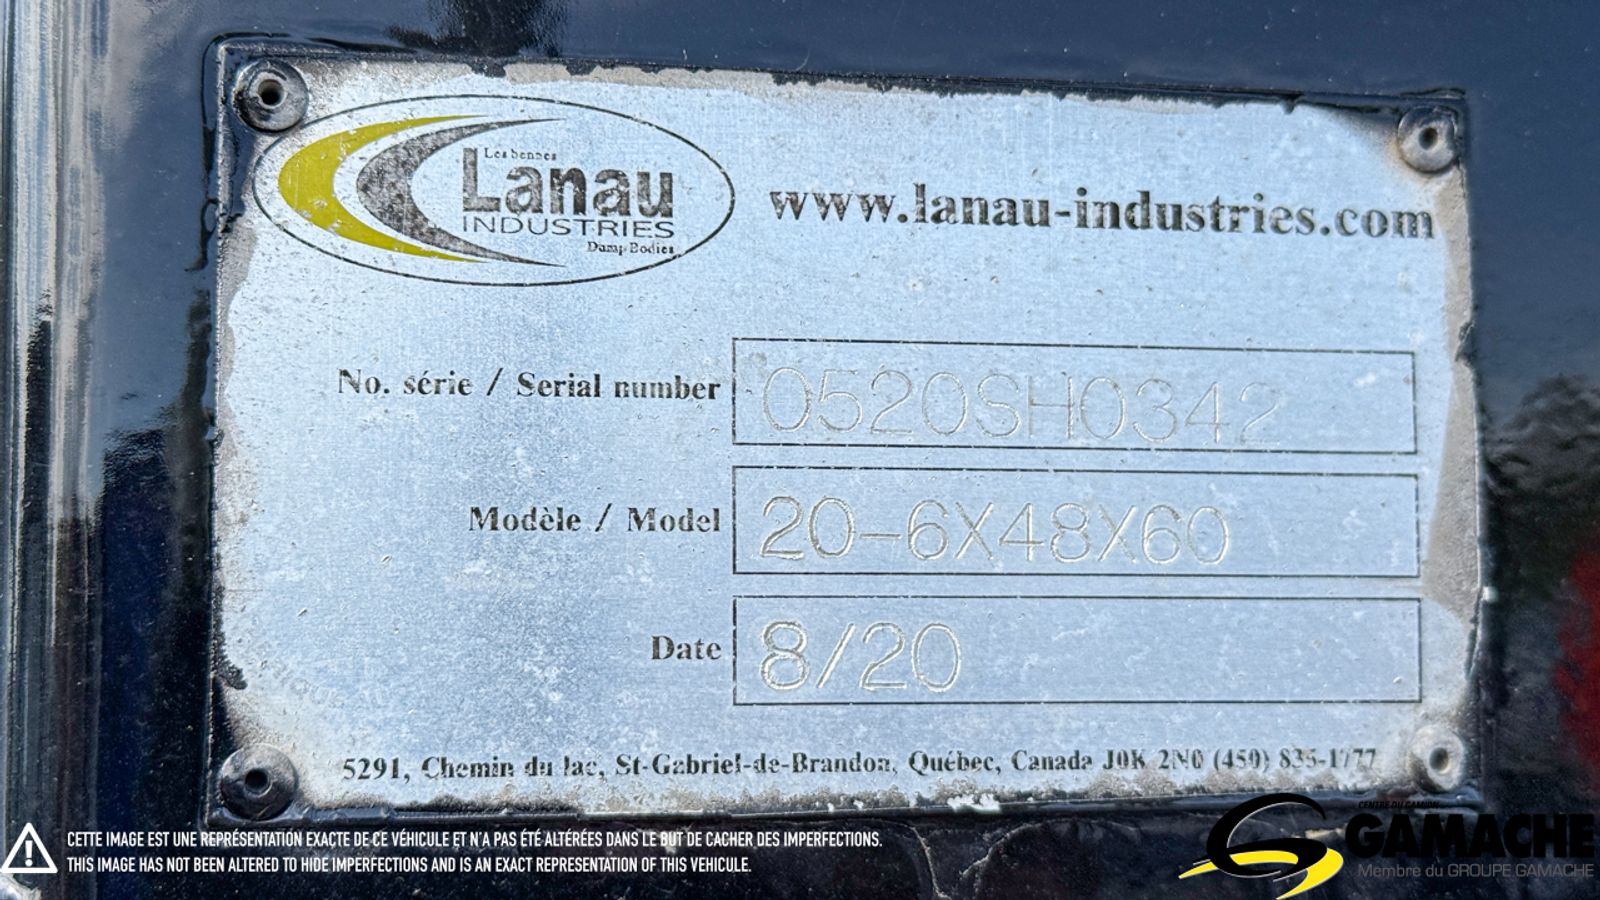 Les bennes
Lanau
INDUSTRIES
Dump Bodies
www.lanau-industries.com
No. série / Serial number 0520SH0342
Modèle / Model 20-6X48X60
Date 8/20
5291, Chemin du lac, St-Gabriel-de-Brandon, Québec, Canada J0K 2N0 (450) 835-1777
CETTE IMAGE EST UNE REPRÉSENTATION EXACTE DE CE VÉHICULE ET N'A PAS ÉTÉ ALTÉRÉES DANS LE BUT DE CACHER DES IMPERFECTIONS.
THIS IMAGE HAS NOT BEEN ALTERED TO HIDE IMPERFECTIONS AND IS AN EXACT REPRESENTATION OF THIS VEHICULE.
CENTRE DU CAMION
GAMACHE
Membre du GROUPE GAMACHE